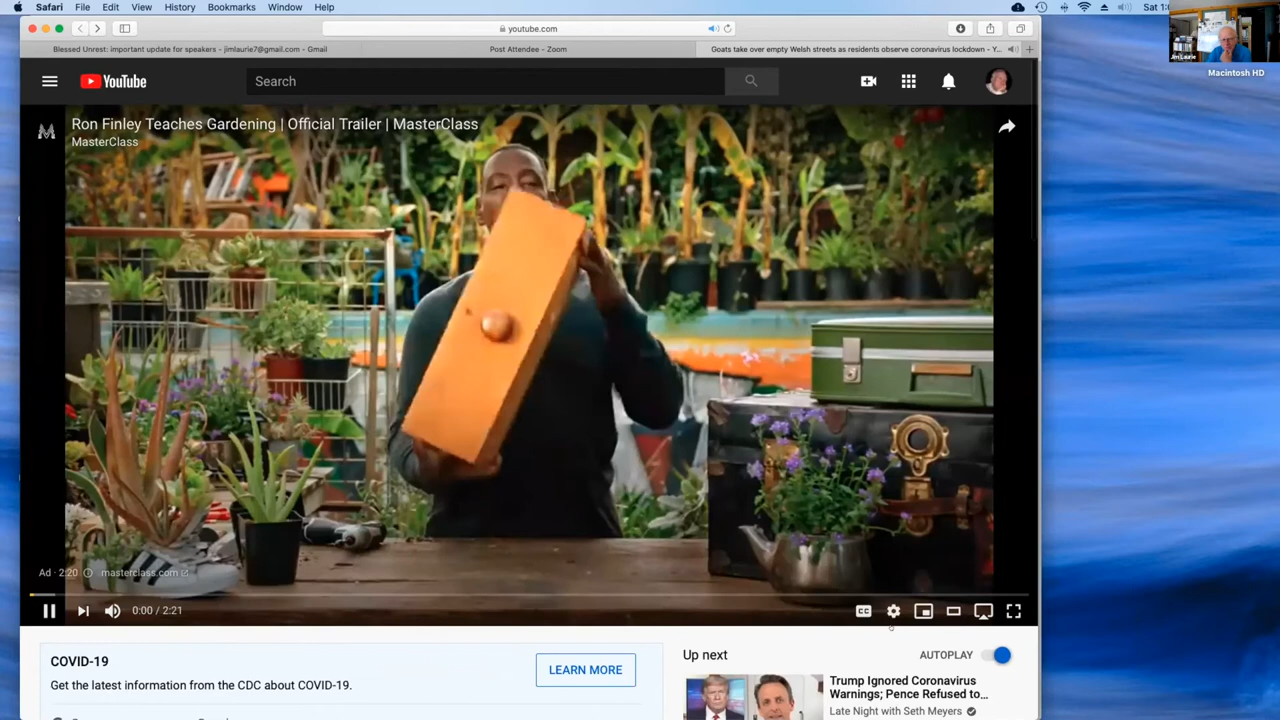 Safari File Edit View History Bookmarks Window Help
Sat 1:
youtube.com
Blessed Unrest: important update for speakers - jimlaurie7@gmail.com - Gmail
Post Attendee - Zoom
Goats take over empty Welsh streets as residents observe coronavirus lockdown - Y...
Jim Laurie
Macintosh HD
YouTube
Search
Ron Finley Teaches Gardening | Official Trailer | MasterClass
MasterClass
Ad · 2:20 masterclass.com
0:00 / 2:21
CC
COVID-19
Get the latest information from the CDC about COVID-19.
LEARN MORE
Up next
AUTOPLAY
Trump Ignored Coronavirus
Warnings; Pence Refused to...
Late Night with Seth Meyers